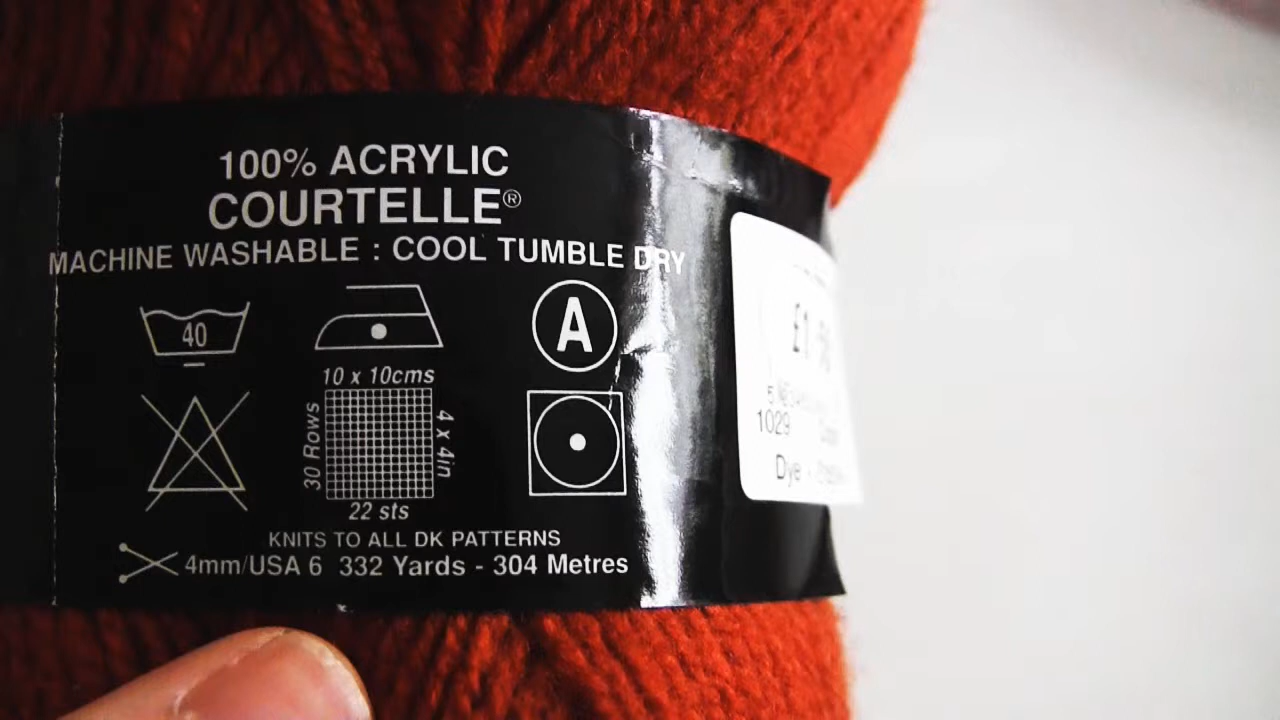 100% ACRYLIC
COURTELLE®
MACHINE WASHABLE : COOL TUMBLE DRY
40
A
10 x 10cms
30 Rows
4 x 4in
22 sts
KNITS TO ALL DK PATTERNS
4mm/USA 6 332 Yards - 304 Metres
1029
Dye